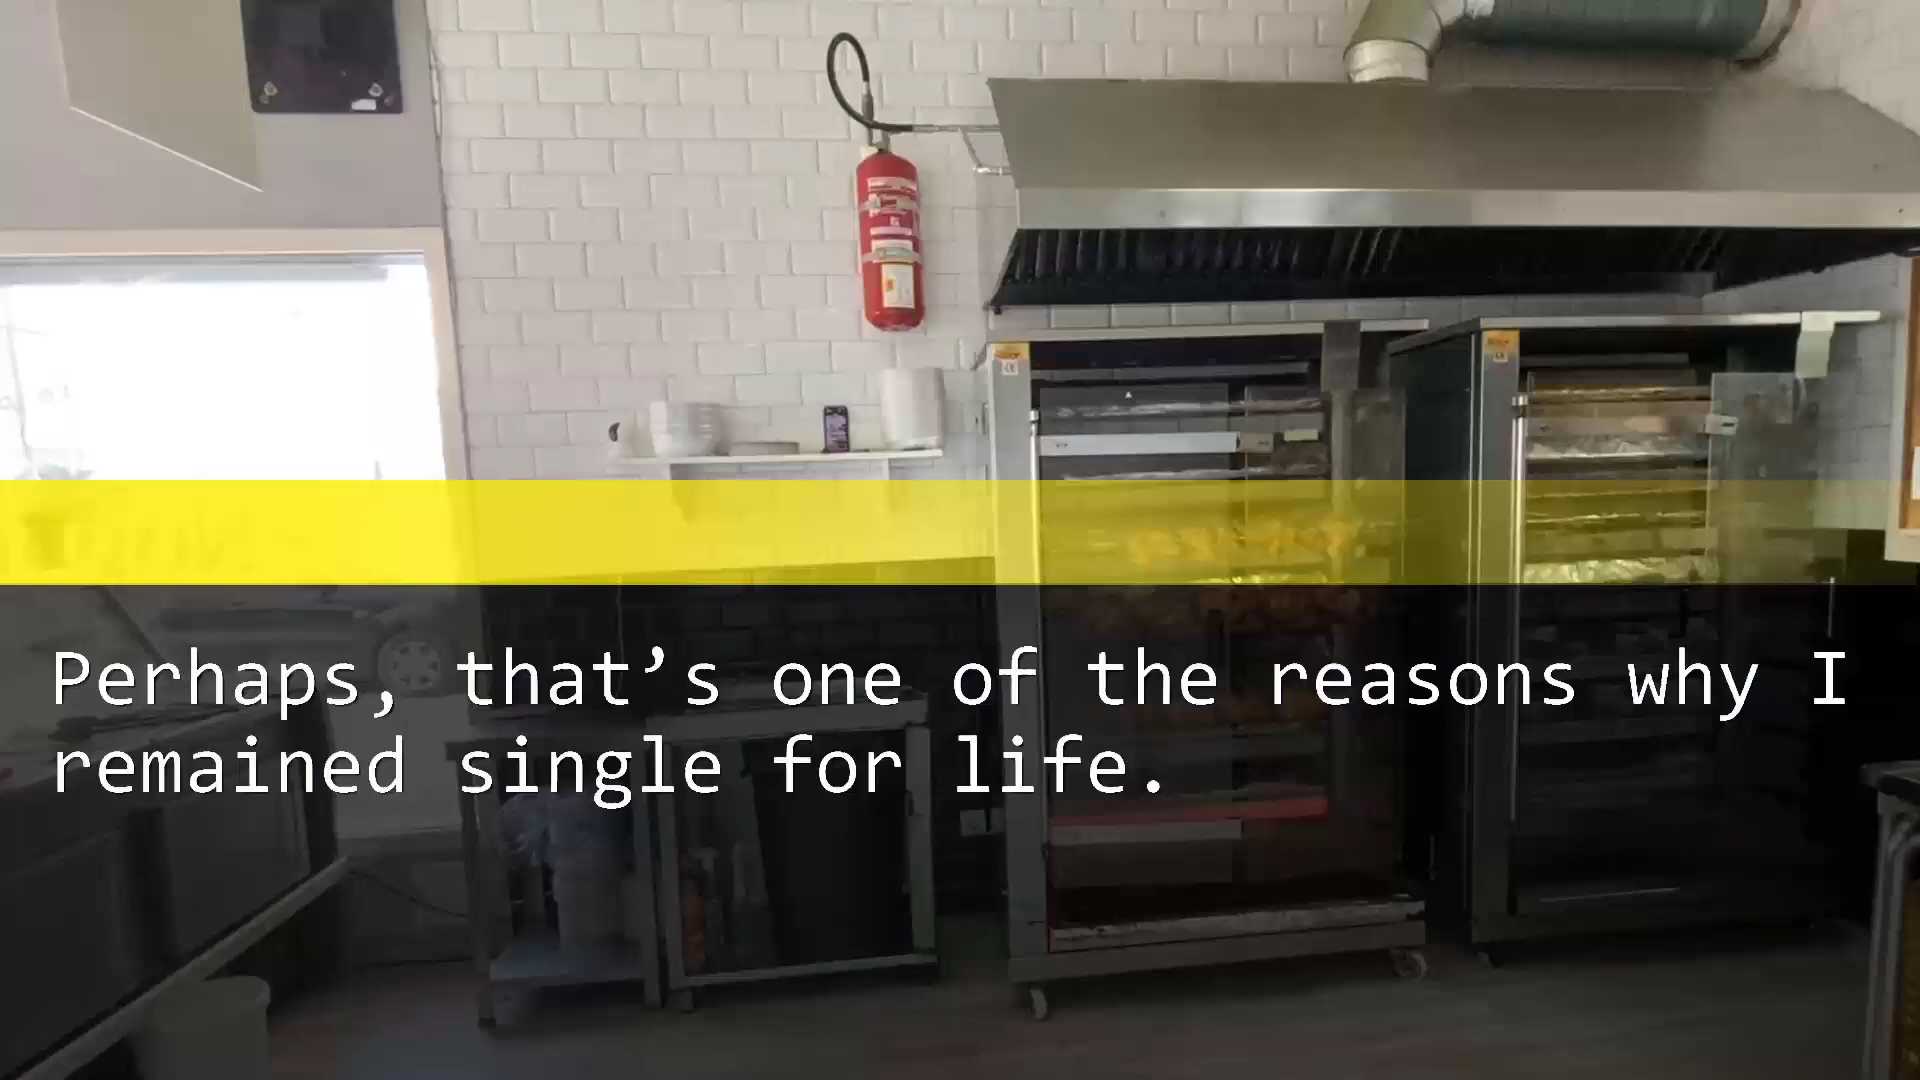 Perhaps, that’s one of the reasons why I
remained single for life.